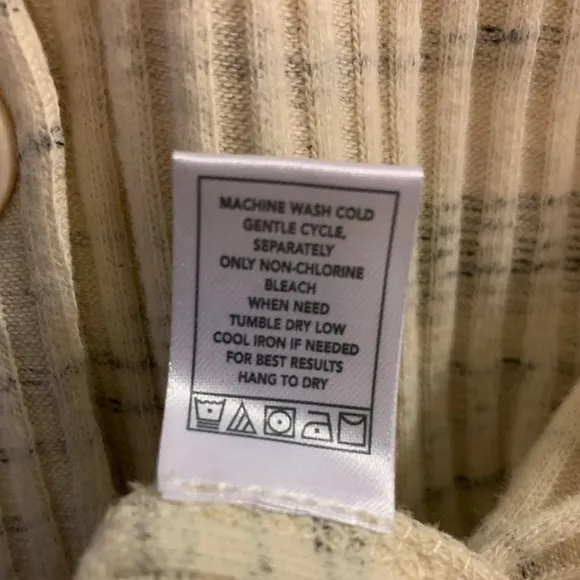 MACHINE WASH COLD
GENTLE CYCLE,
SEPARATELY
ONLY NON-CHLORINE
BLEACH
WHEN NEED
TUMBLE DRY LOW
COOL IRON IF NEEDED
FOR BEST RESULTS
HANG TO DRY